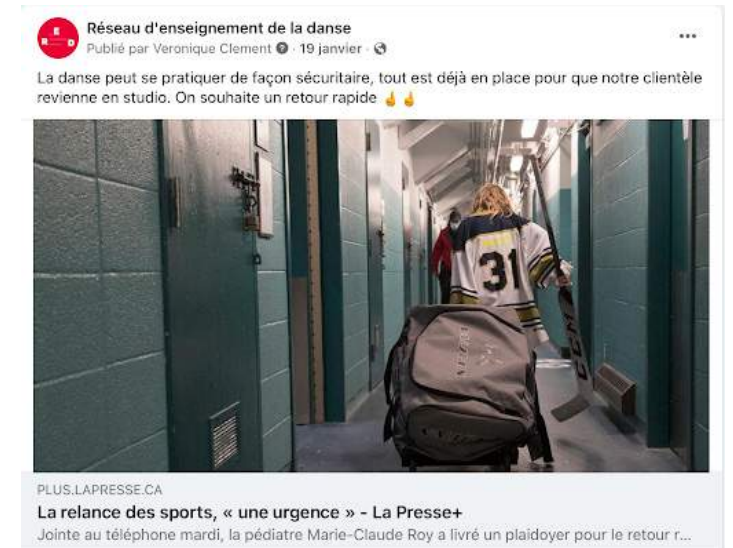 R E D
Réseau d'enseignement de la danse
Publié par Veronique Clement · 19 janvier ·
La danse peut se pratiquer de façon sécuritaire, tout est déjà en place pour que notre clientèle
revienne en studio. On souhaite un retour rapide 🤞🤞
31
CCM
PLUS.LAPRESSE.CA
La relance des sports, « une urgence » - La Presse+
Jointe au téléphone mardi, la pédiatre Marie-Claude Roy a livré un plaidoyer pour le retour r...